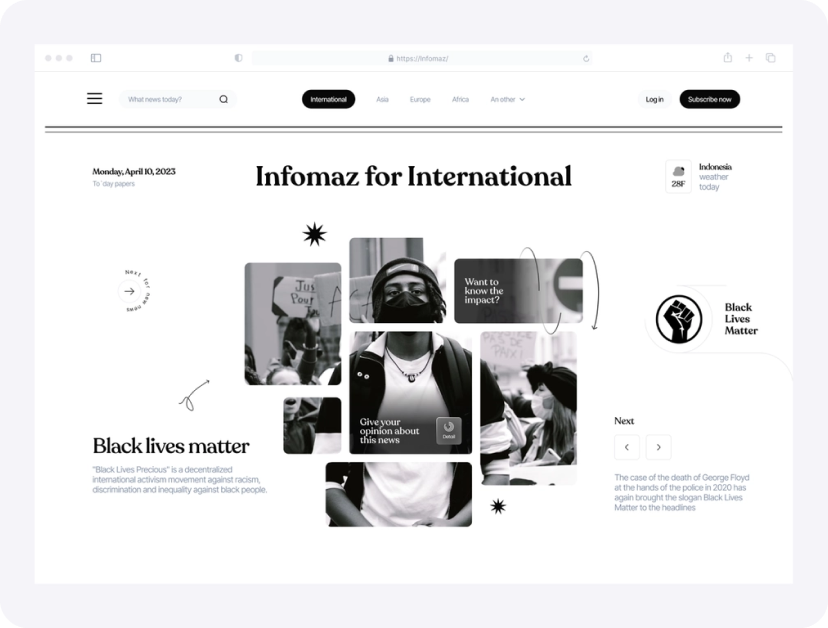 https://infomaz/
What news today?
International
Asia
Europe
Africa
An other
Log in
Subscribe now
Monday, April 10, 2023
To 'day papers
Infomaz for International
28F
Indonesia
weather
today
Next for new news
Jus
Pour
Want to
know the
impact?
Black
Lives
Matter
Give your
opinion about
this news
Detail
Black lives matter
"Black Lives Precious" is a decentralized
international activism movement against racism,
discrimination and inequality against black people.
Next
The case of the death of George Floyd
at the hands of the police in 2020 has
again brought the slogan Black Lives
Matter to the headlines